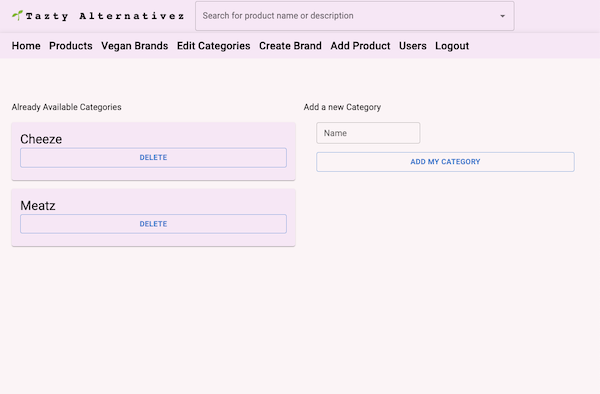 Tazty Alternativez
Search for product name or description
Home Products Vegan Brands Edit Categories Create Brand Add Product Users Logout
Already Available Categories
Cheeze
DELETE
Meatz
DELETE
Add a new Category
Name
ADD MY CATEGORY